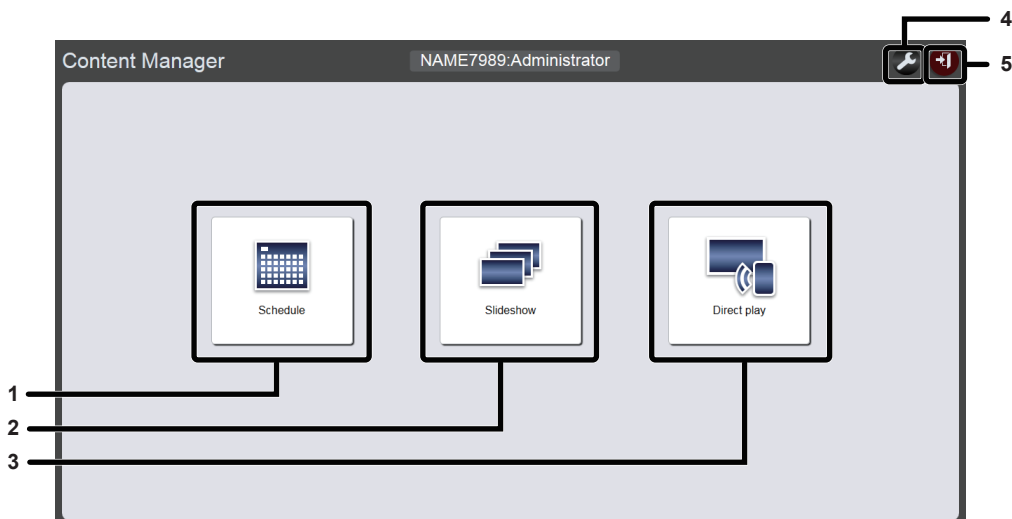 4
Content Manager
NAME7989:Administrator
5
Schedule
Slideshow
Direct play
1
2
3